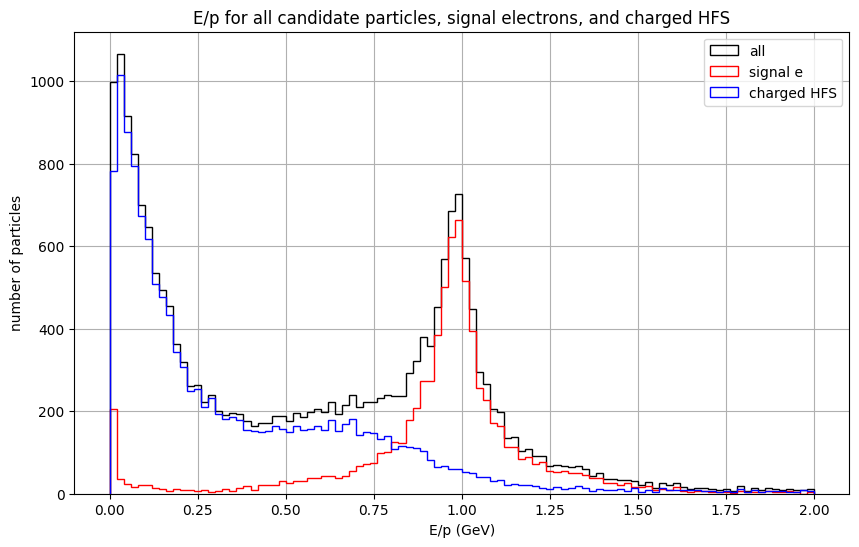 E/p for all candidate particles, signal electrons, and charged HFS
all
signal e
charged HFS
number of particles
1000
800
600
400
200
0
0.00 0.25 0.50 0.75 1.00 1.25 1.50 1.75 2.00
E/p (GeV)